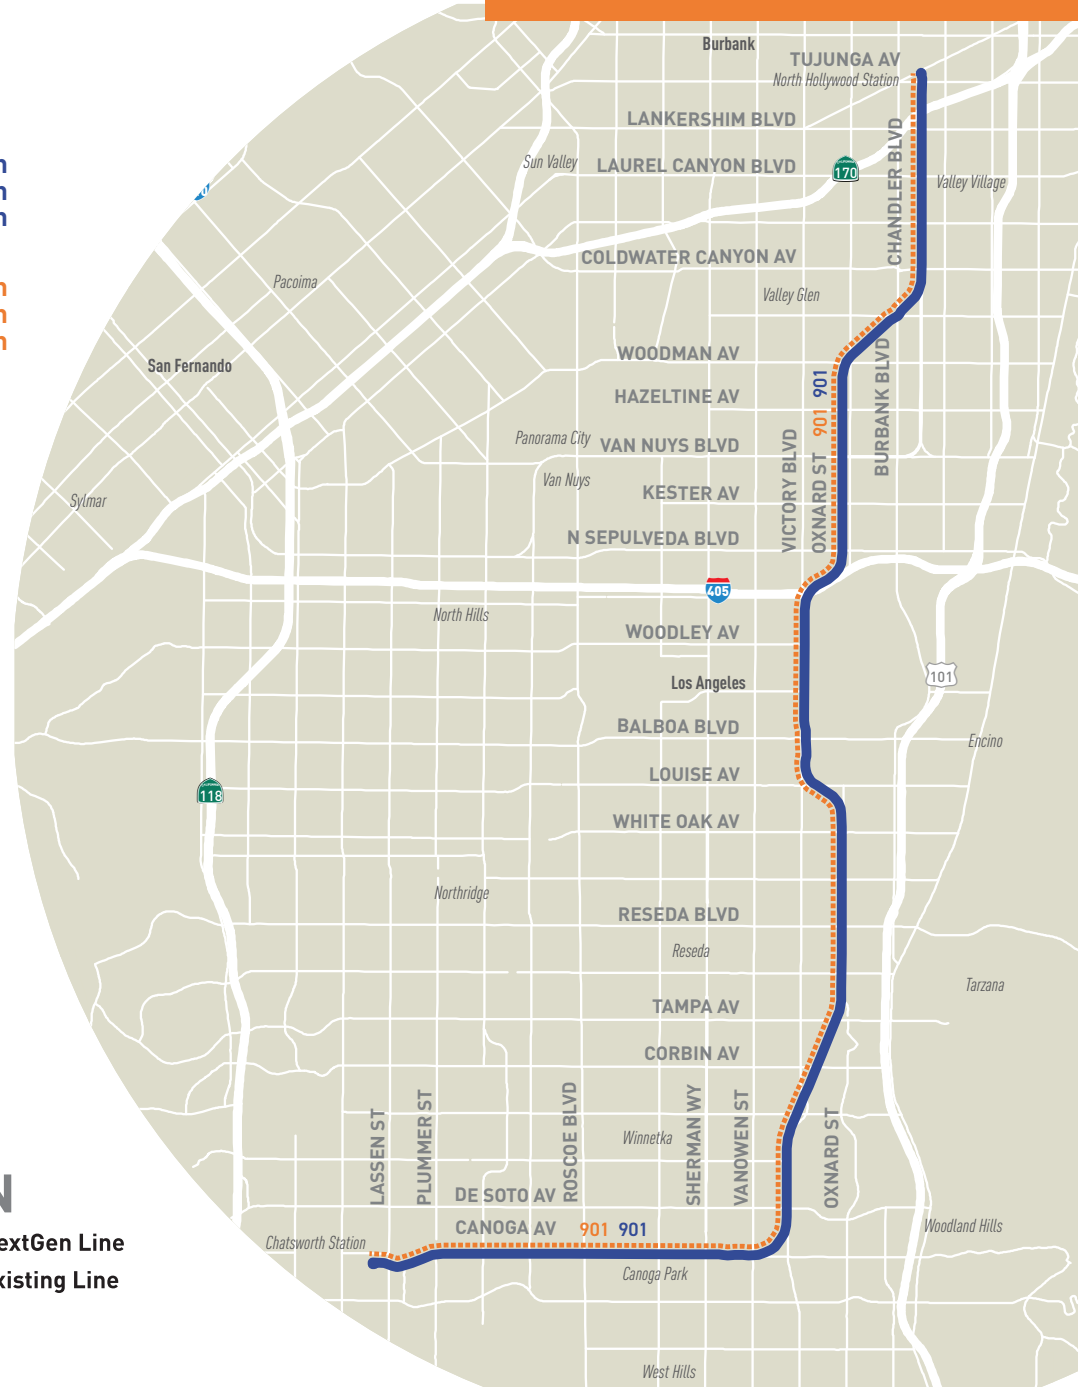 Burbank
TUJUNGA AV
North Hollywood Station
LANKERSHIM BLVD
Sun Valley
LAUREL CANYON BLVD
CALIFORNIA
170
CHANDLER BLVD
Valley Village
COLDWATER CANYON AV
Pacoima
Valley Glen
WOODMAN AV
San Fernando
BURBANK BLVD
901 901
HAZELTINE AV
Panorama City
VAN NUYS BLVD
VICTORY BLVD
OXNARD ST
Van Nuys
KESTER AV
Sylmar
N SEPULVEDA BLVD
405
North Hills
WOODLEY AV
Los Angeles
101
BALBOA BLVD
Encino
LOUISE AV
CALIFORNIA
118
WHITE OAK AV
Northridge
RESEDA BLVD
Reseda
Tarzana
TAMPA AV
CORBIN AV
LASSEN ST
PLUMMER ST
ROSCOE BLVD
Winnetka
SHERMAN WY
VANOWEN ST
OXNARD ST
DE SOTO AV
CANOGA AV
901 901
Woodland Hills
Chatsworth Station
Canoga Park
West Hills
N
extGen Line
xisting Line